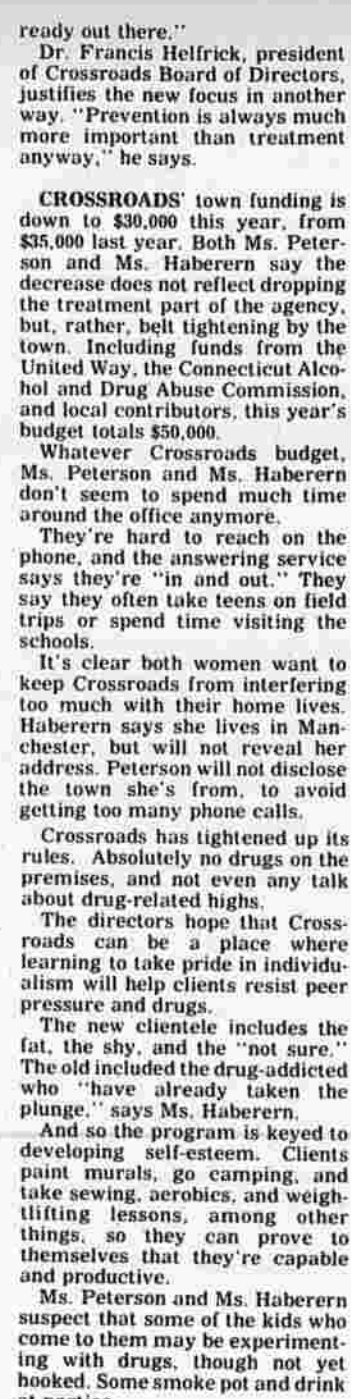 ready out there."
Dr. Francis Helfrick, president
of Crossroads Board of Directors,
justifies the new focus in another
way. "Prevention is always much
more important than treatment
anyway," he says.
CROSSROADS' town funding is
down to $30,000 this year, from
$35,000 last year. Both Ms. Peter-
son and Ms. Haberern say the
decrease does not reflect dropping
the treatment part of the agency,
but, rather, belt tightening by the
town. Including funds from the
United Way, the Connecticut Alco-
hol and Drug Abuse Commission,
and local contributors, this year's
budget totals $50,000.
Whatever Crossroads budget,
Ms. Peterson and Ms. Haberern
don't seem to spend much time
around the office anymore.
They're hard to reach on the
phone, and the answering service
says they're "in and out." They
say they often take teens on field
trips or spend time visiting the
schools.
It's clear both women want to
keep Crossroads from interfering
too much with their home lives.
Haberern says she lives in Man-
chester, but will not reveal her
address. Peterson will not disclose
the town she's from, to avoid
getting too many phone calls.
Crossroads has tightened up its
rules. Absolutely no drugs on the
premises, and not even any talk
about drug-related highs.
The directors hope that Cross-
roads can be a place where
learning to take pride in individu-
alism will help clients resist peer
pressure and drugs.
The new clientele includes the
fat, the shy, and the "not sure."
The old included the drug-addicted
who "have already taken the
plunge," says Ms. Haberern.
And so the program is keyed to
developing self-esteem. Clients
paint murals, go camping, and
take sewing, aerobics, and weigh-
tlifting lessons, among other
things, so they can prove to
themselves that they're capable
and productive.
Ms. Peterson and Ms. Haberern
suspect that some of the kids who
come to them may be experiment-
ing with drugs, though not yet
hooked. Some smoke pot and drink